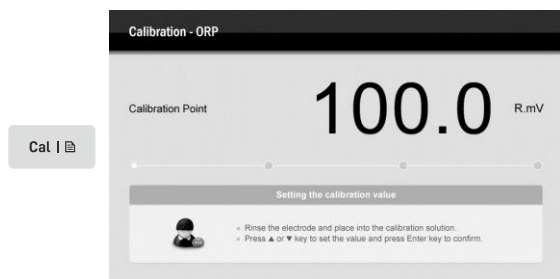 Calibration - ORP
Calibration Point
100.0
R.mV
Cal |
Setting the calibration value
Rinse the electrode and place into the calibration solution.
Press ▲ or ▼ key to set the value and press Enter key to confirm.